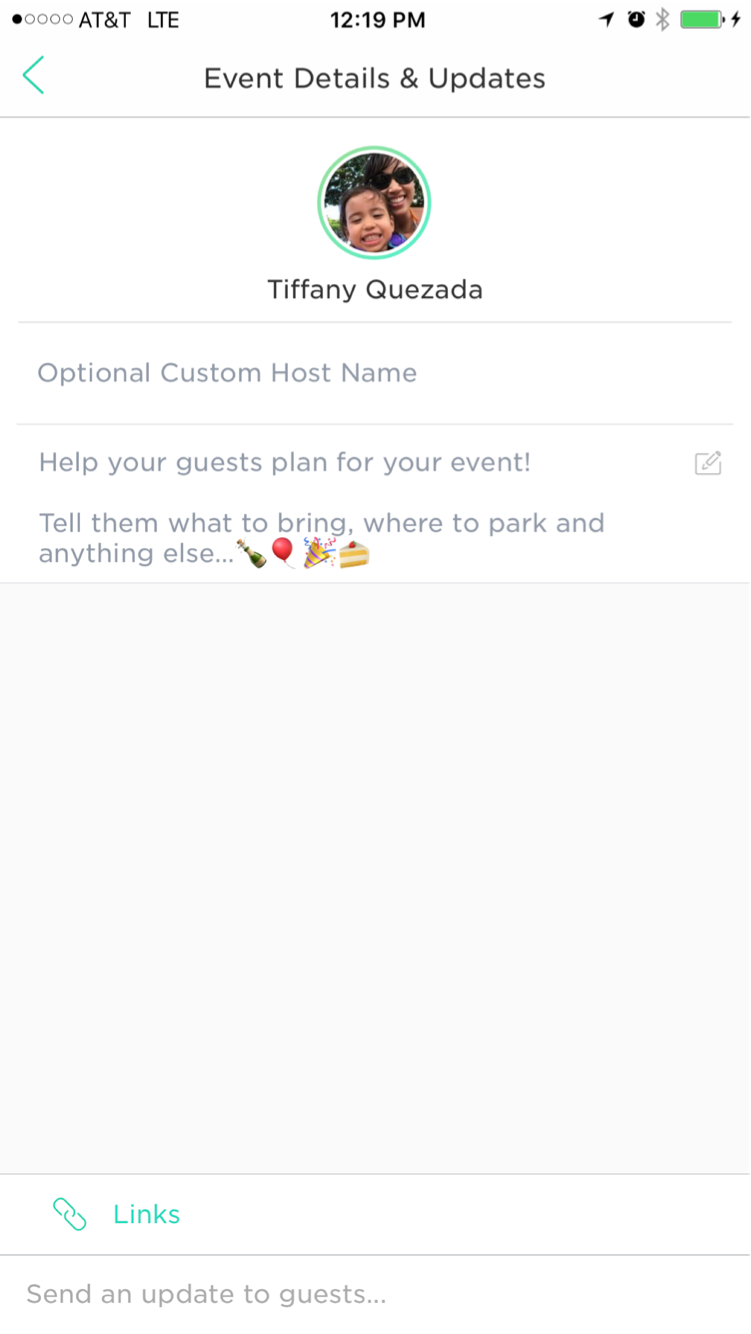 AT&T LTE 12:19 PM
Event Details & Updates
Tiffany Quezada
Optional Custom Host Name
Help your guests plan for your event!
Tell them what to bring, where to park and
anything else...🍾🎈🎉🍰
Links
Send an update to guests...